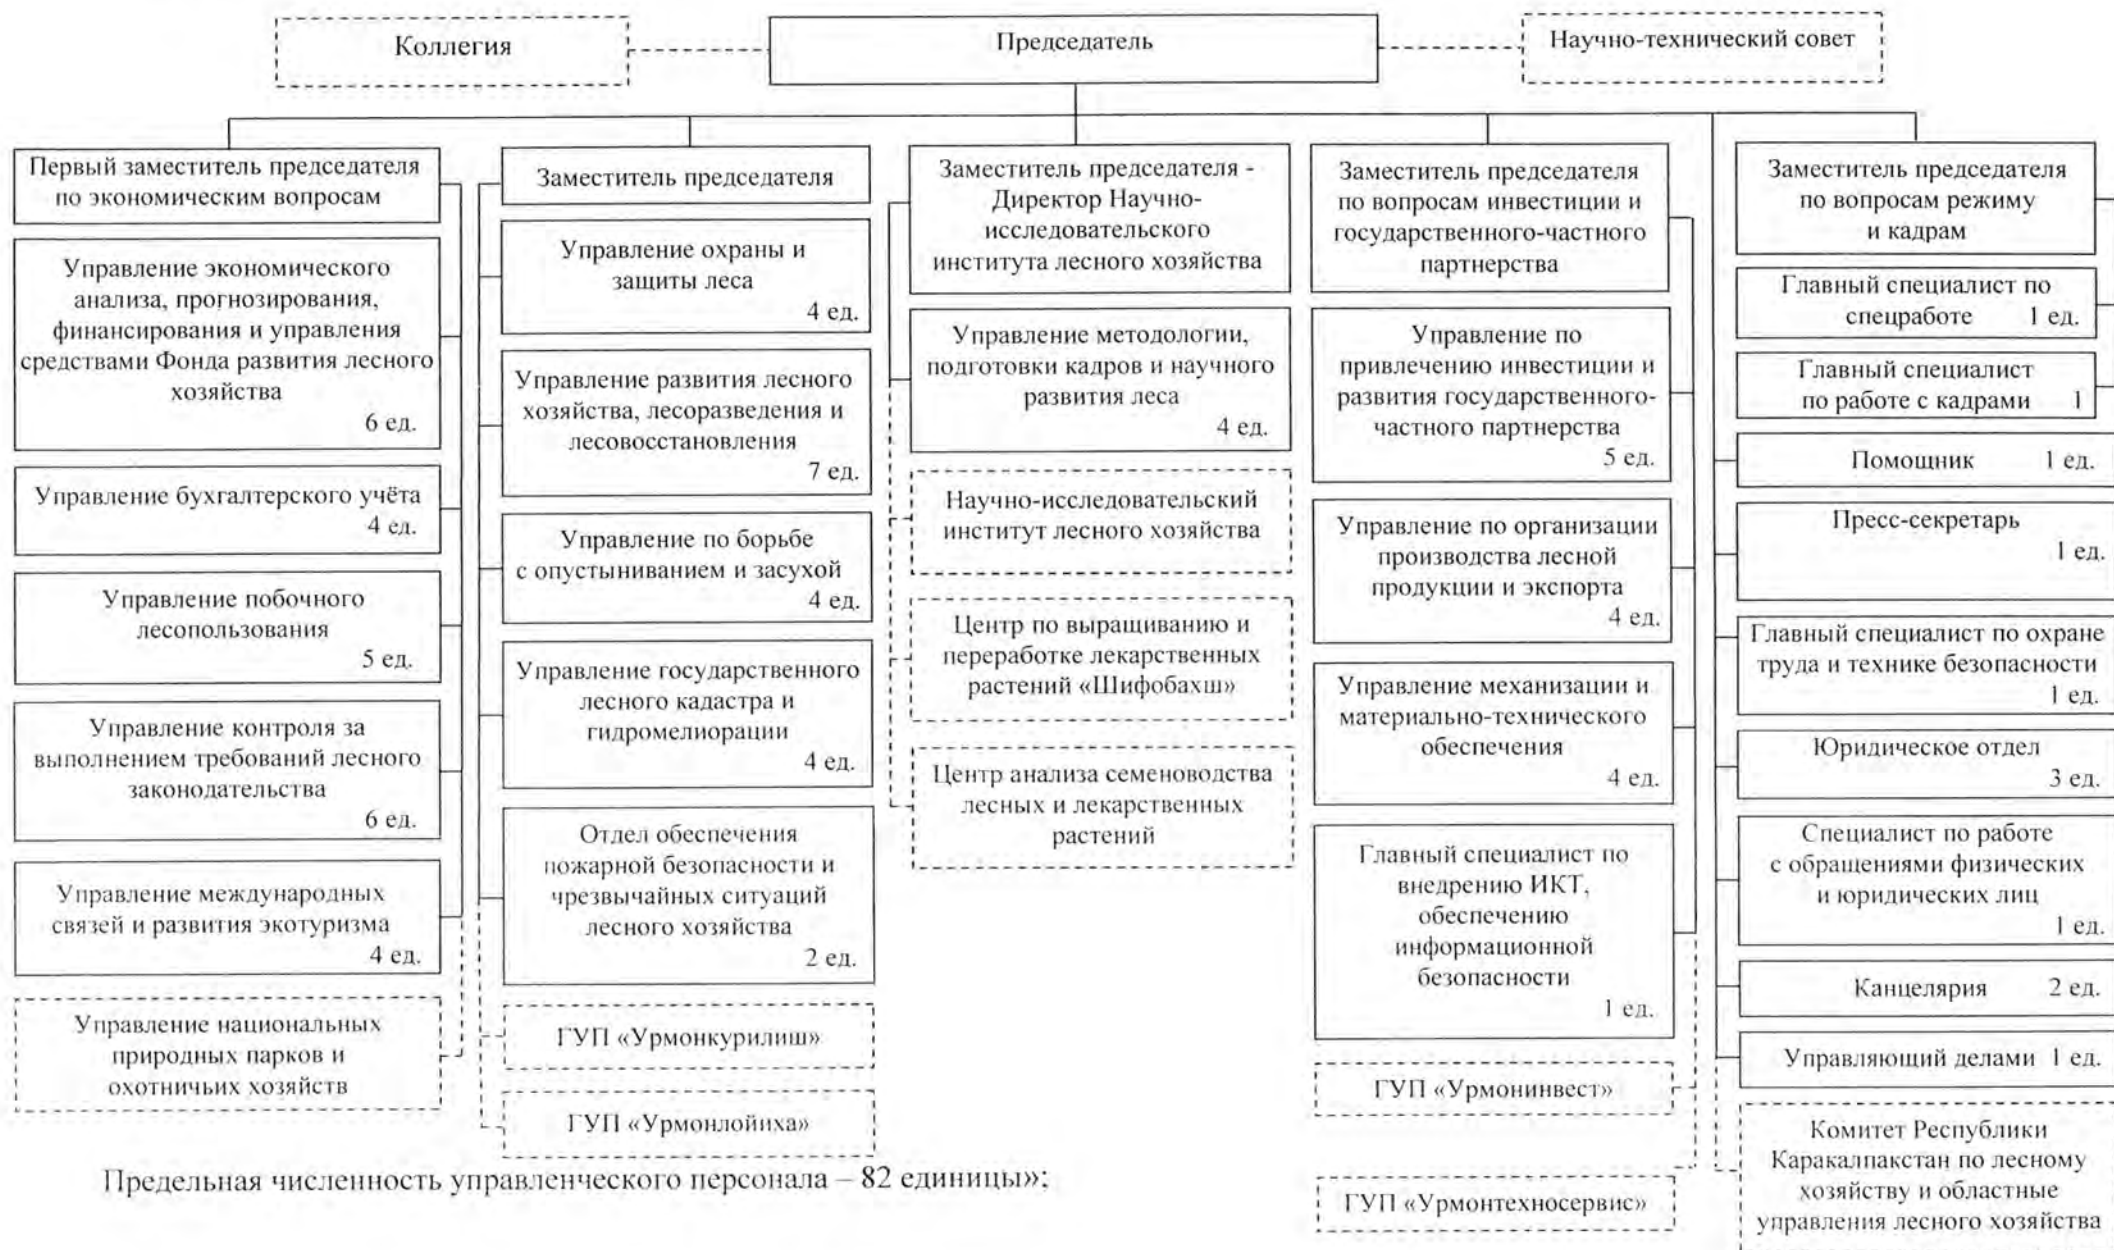 Коллегия
Председатель
Научно-технический совет
Первый заместитель председателя
по экономическим вопросам
Управление экономического
анализа, прогнозирования,
финансирования и управления
средствами Фонда развития лесного
хозяйства
6 ед.
Управление бухгалтерского учёта
4 ед.
Управление побочного
лесопользования
5 ед.
Управление контроля за
выполнением требований лесного
законодательства
6 ед.
Управление международных
связей и развития экотуризма
4 ед.
Управление национальных
природных парков и
охотничьих хозяйств
Заместитель председателя
Управление охраны и
защиты леса
4 ед.
Управление развития лесного
хозяйства, лесоразведения и
лесовосстановления
7 ед.
Управление по борьбе
с опустыниванием и засухой
4 ед.
Управление государственного
лесного кадастра и
гидромелиорации
4 ед.
Отдел обеспечения
пожарной безопасности и
чрезвычайных ситуаций
лесного хозяйства
2 ед.
ГУП «Урмонкурилиш»
ГУП «Урмонлойиха»
Заместитель председателя -
Директор Научно-
исследовательского
института лесного хозяйства
Управление методологии,
подготовки кадров и научного
развития леса
4 ед.
Научно-исследовательский
институт лесного хозяйства
Центр по выращиванию и
переработке лекарственных
растений «Шифобахш»
Центр анализа семеноводства
лесных и лекарственных
растений
Заместитель председателя
по вопросам инвестиции и
государственного-частного
партнерства
Управление по
привлечению инвестиции и
развития государственного-
частного партнерства
5 ед.
Управление по организации
производства лесной
продукции и экспорта
4 ед.
Управление механизации и
материально-технического
обеспечения
4 ед.
Главный специалист по
внедрению ИКТ,
обеспечению
информационной
безопасности
1 ед.
ГУП «Урмонинвест»
ГУП «Урмонтехносервис»
Заместитель председателя
по вопросам режиму
и кадрам
Главный специалист по
спецработе 1 ед.
Главный специалист
по работе с кадрами 1
Помощник 1 ед.
Пресс-секретарь
1 ед.
Главный специалист по охране
труда и технике безопасности
1 ед.
Юридическое отдел
3 ед.
Специалист по работе
с обращениями физических
и юридических лиц
1 ед.
Канцелярия 2 ед.
Управляющий делами 1 ед.
Комитет Республики
Каракалпакстан по лесному
хозяйству и областные
управления лесного хозяйства
Предельная численность управленческого персонала – 82 единицы»;